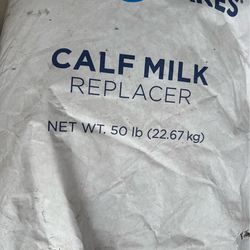 CALF MILK
REPLACER
NET WT. 50 lb (22.67 kg)